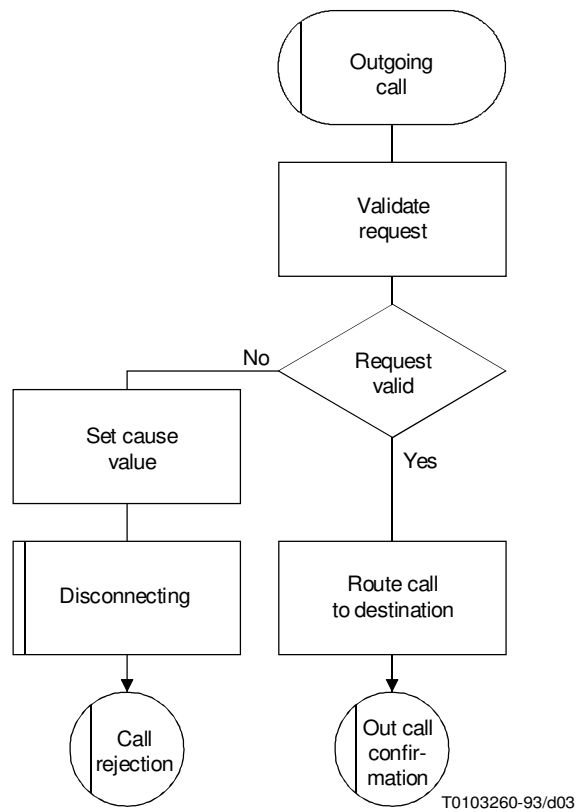 Outgoing
call
Validate
request
Request
valid
No
Yes
Set cause
value
Disconnecting
Route call
to destination
Call
rejection
Out call
confir-
mation
T0103260-93/d03